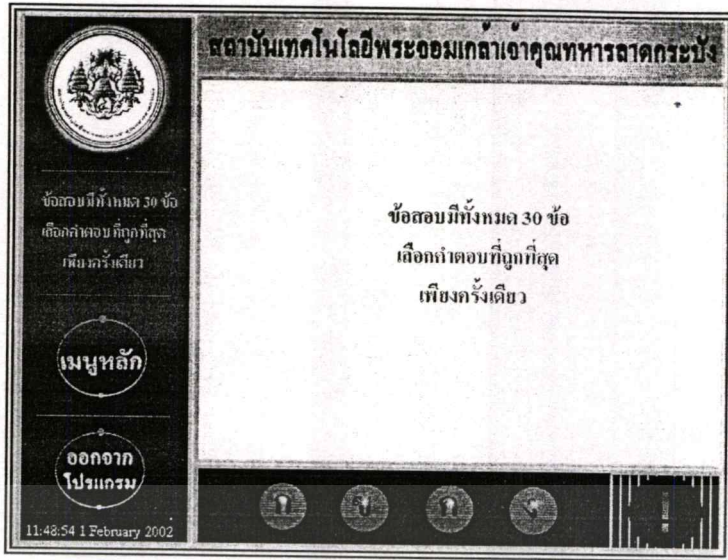 สถาบันเทคโนโลยีพระจอมเกล้าเจ้าคุณทหารลาดกระบัง
ข้อสอบมีทั้งหมด 30 ข้อ
เลือกคำตอบที่ถูกที่สุด
เพียงครั้งเดียว
เมนูหลัก
ออกจาก
โปรแกรม
11:48:54 1 February 2002
ข้อสอบมีทั้งหมด 30 ข้อ
เลือกคำตอบที่ถูกที่สุด
เพียงครั้งเดียว